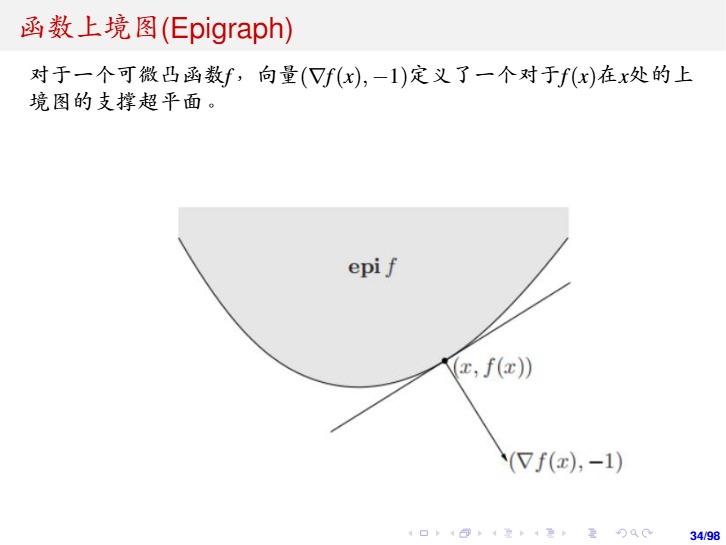 函数上境图(Epigraph)
对于一个可微凸函数f，向量(∇f(x), −1)定义了一个对于f(x)在x处的上
境图的支撑超平面。
epi f
(x, f(x))
(∇f(x), −1)
34/98